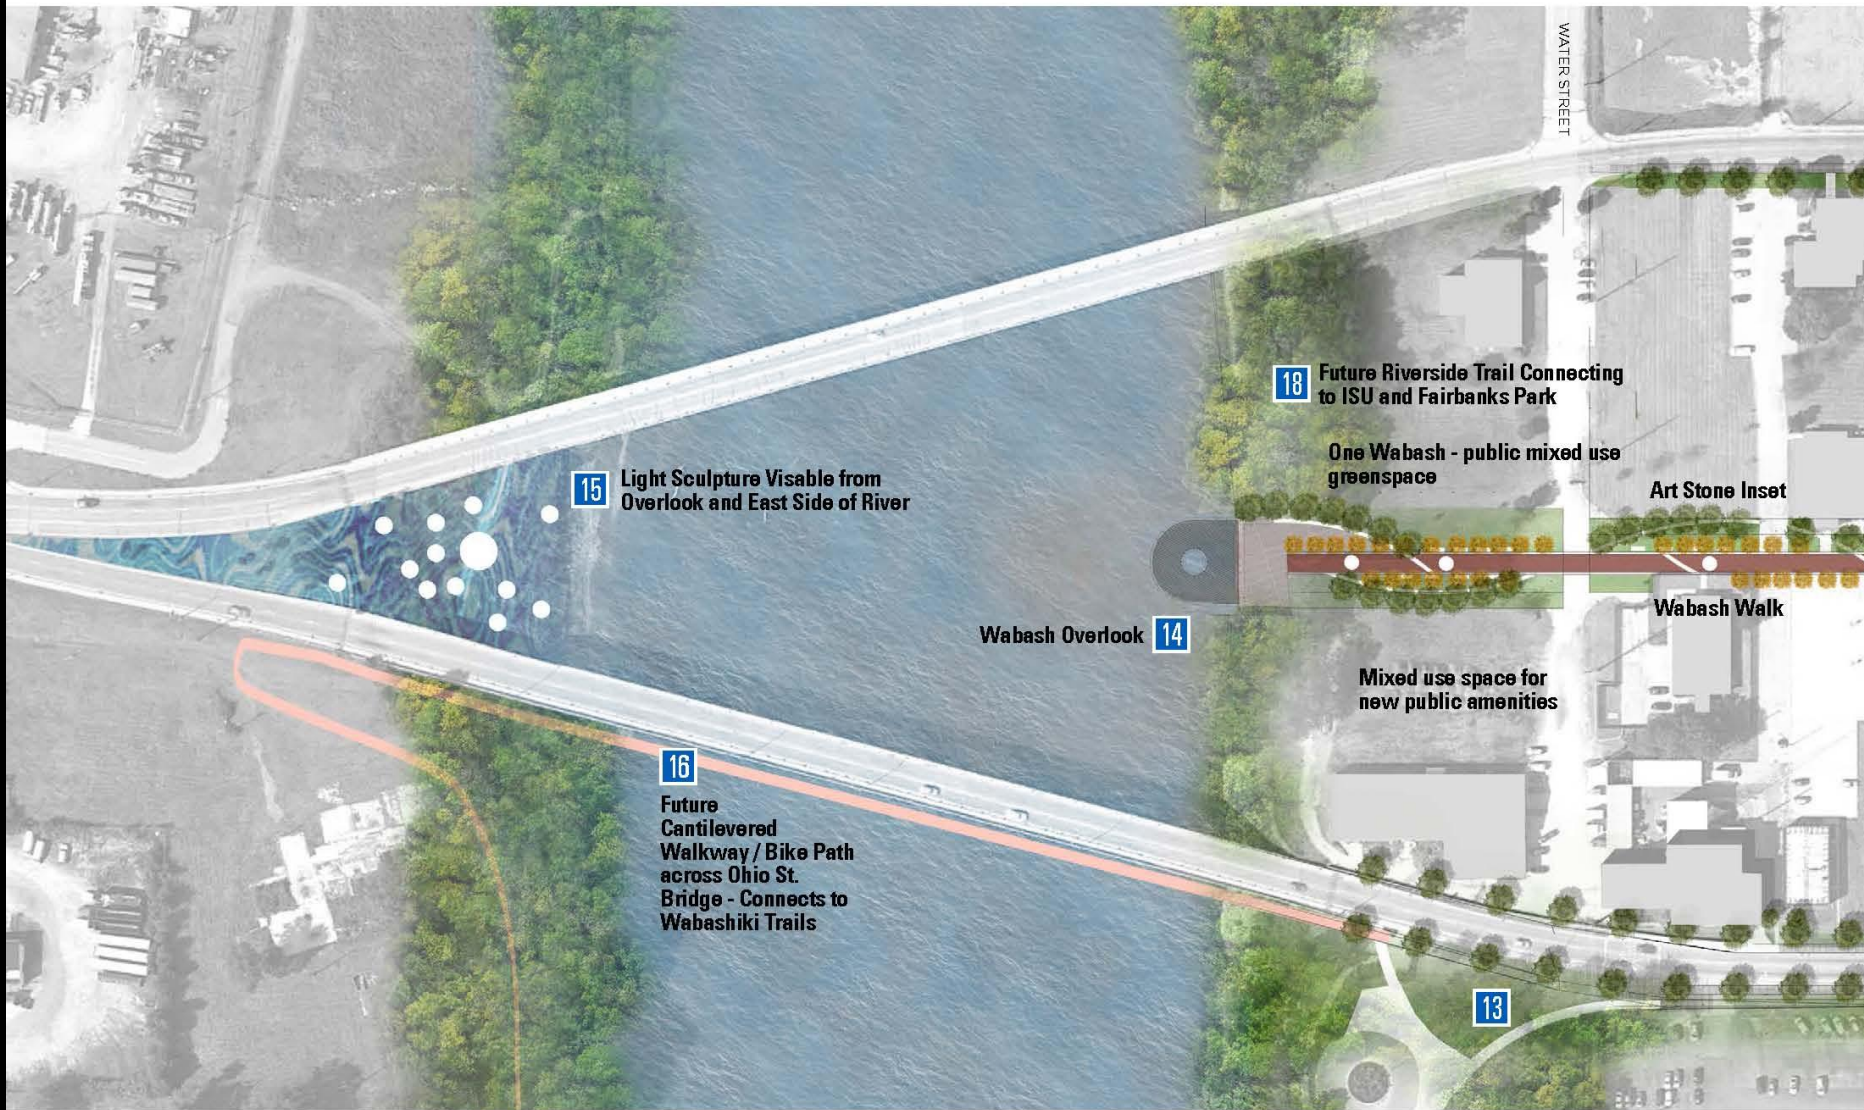 WATER STREET
18
Future Riverside Trail Connecting
to ISU and Fairbanks Park
One Wabash - public mixed use
greenspace
15
Light Sculpture Visable from
Overlook and East Side of River
Art Stone Inset
Wabash Walk
Wabash Overlook
14
Mixed use space for
new public amenities
16
Future
Cantilevered
Walkway / Bike Path
across Ohio St.
Bridge - Connects to
Wabashiki Trails
13